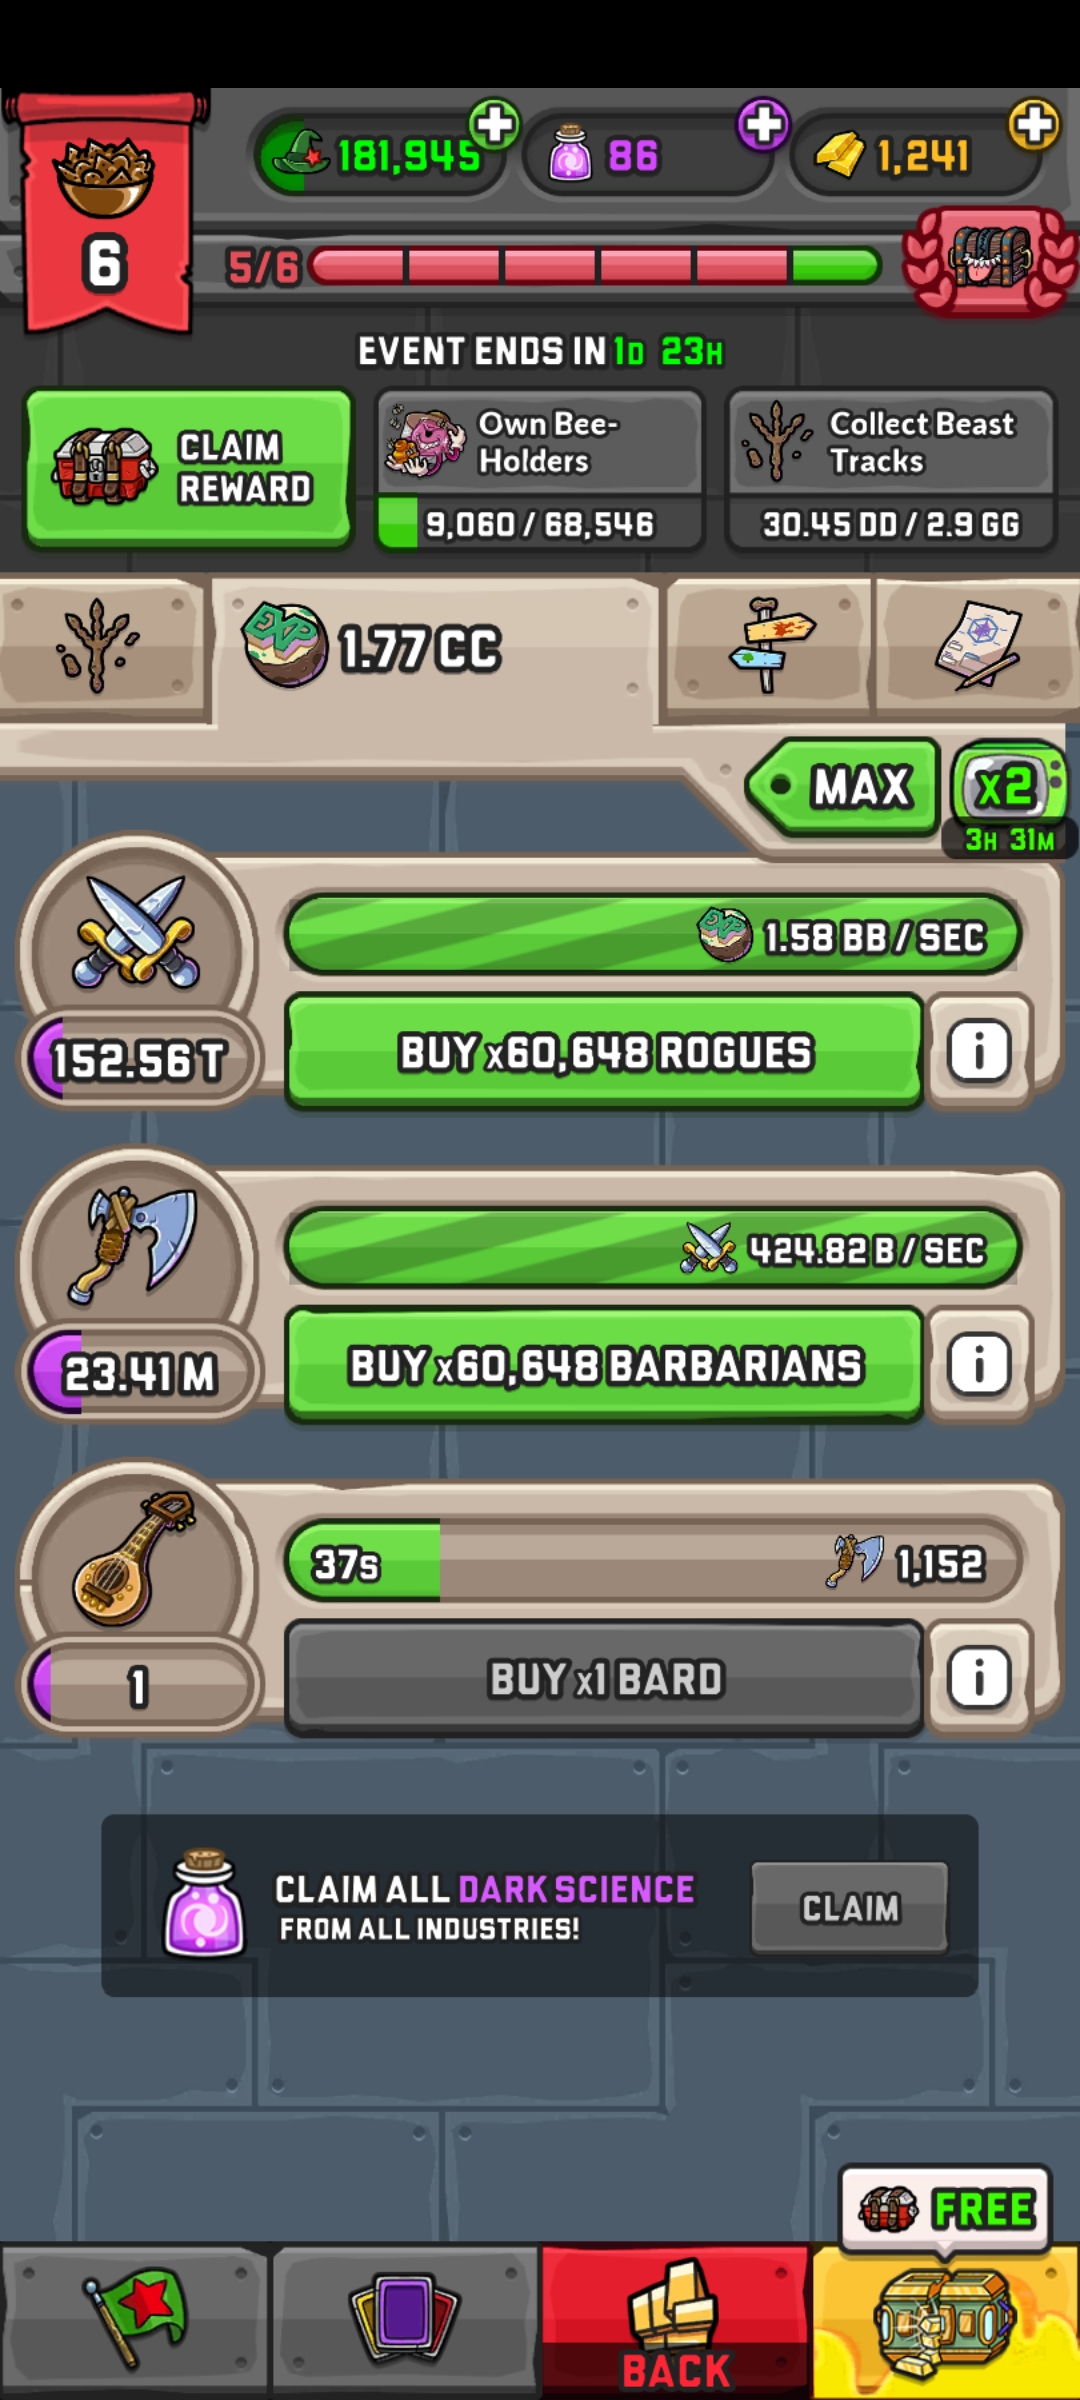 181,945
86
1,241
6
5/6
EVENT ENDS IN 1D 23H
CLAIM
REWARD
Own Bee-
Holders
9,060 / 68,546
Collect Beast
Tracks
30.45 DD / 2.9 GG
EXP
1.77 CC
MAX
x2
3H 31M
EXP
1.58 BB / SEC
152.56 T
BUY x60,648 ROGUES
i
424.82 B / SEC
23.41 M
BUY x60,648 BARBARIANS
i
37s
1,152
1
BUY x1 BARD
i
CLAIM ALL DARK SCIENCE
FROM ALL INDUSTRIES!
CLAIM
FREE
BACK